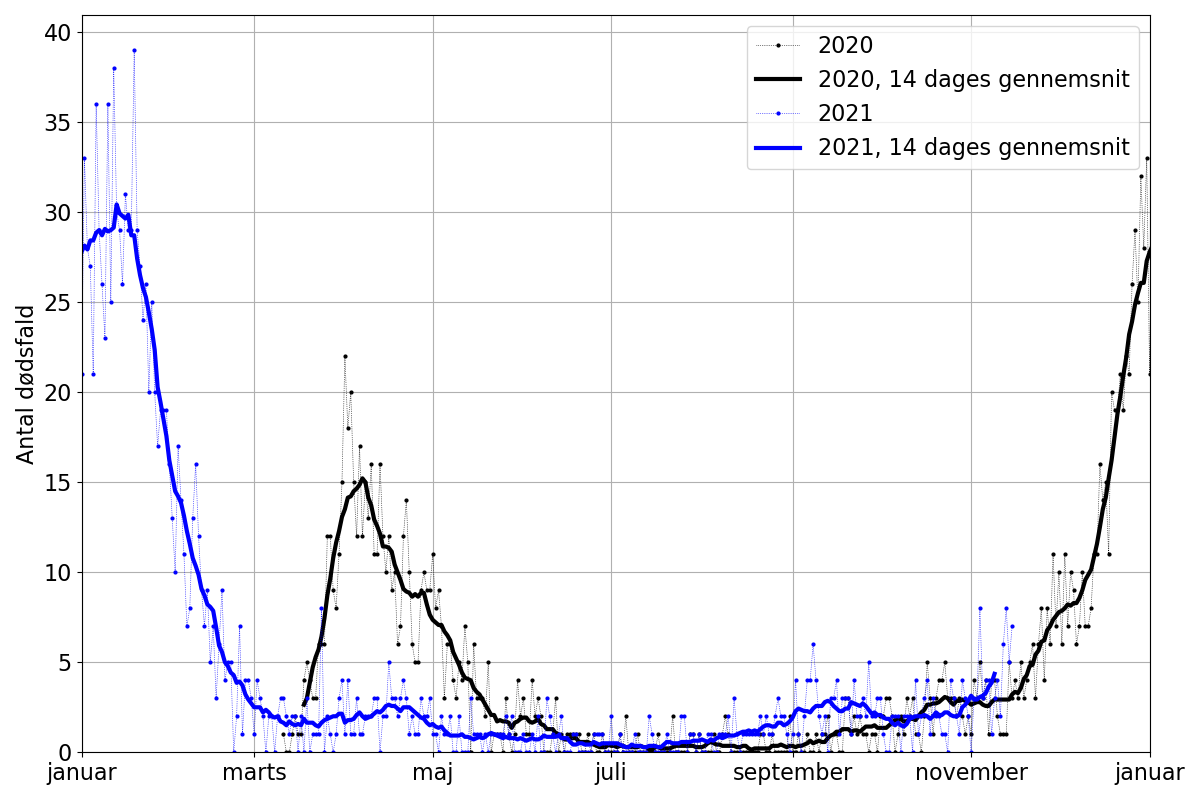 40
35
30
25
20
15
10
5
0
Antal dødsfald
januar
marts
maj
juli
september
november
januar
2020
2020, 14 dages gennemsnit
2021
2021, 14 dages gennemsnit